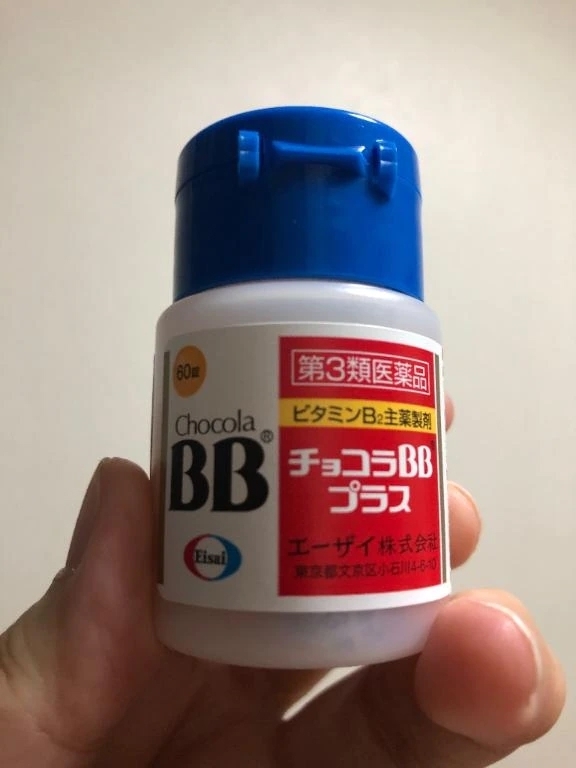 60錠
Chocola
BB®
Eisai
第3類医薬品
ビタミンB₂主薬製剤
チョコラBB
プラス
エーザイ株式会社
東京都文京区小石川4-6-10